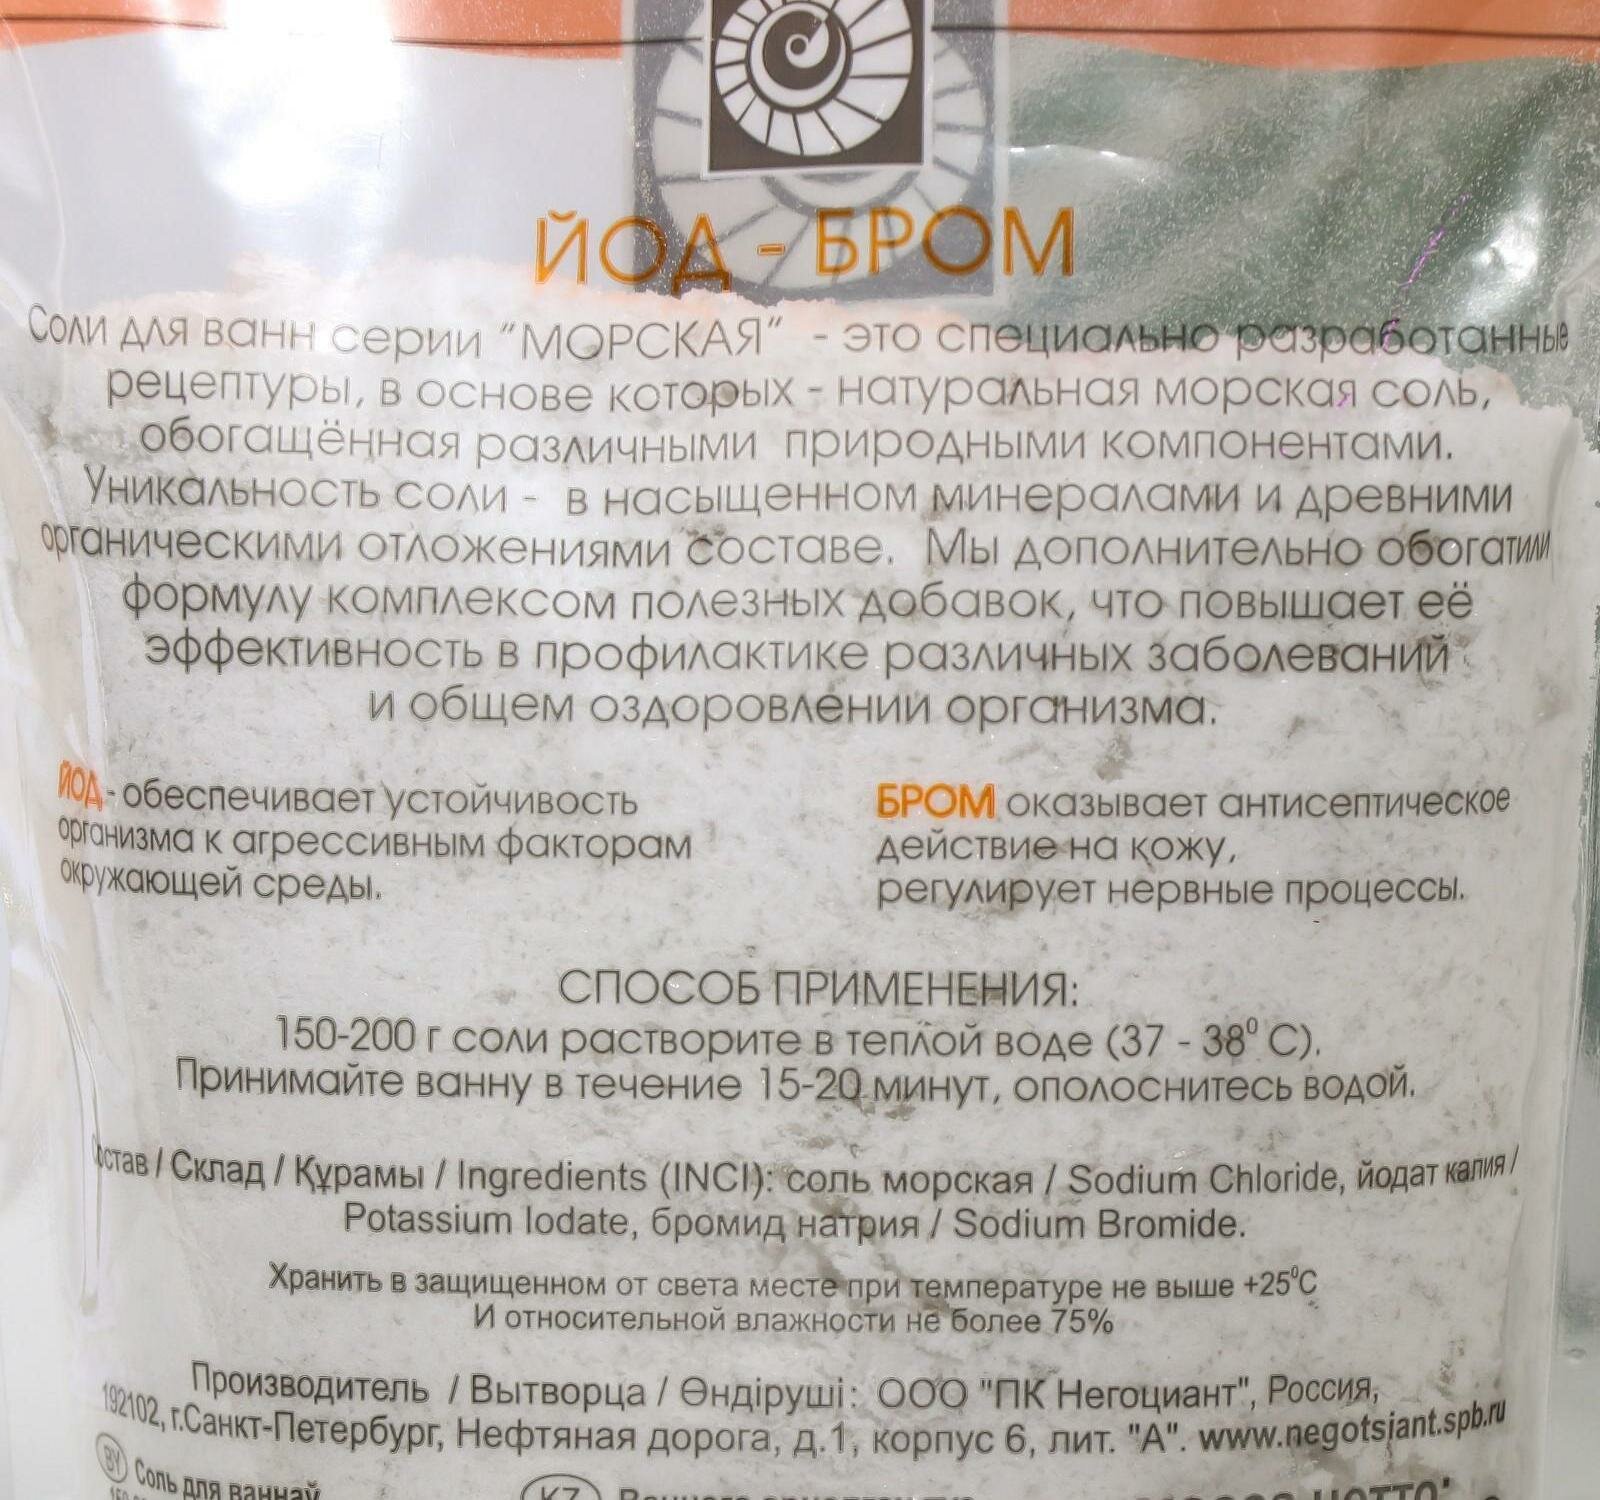 ЙОД - БРОМ
Соли для ванн серии “МОРСКАЯ” - это специально разработанные
рецептуры, в основе которых - натуральная морская соль,
обогащённая различными природными компонентами.
Уникальность соли - в насыщенном минералами и древними
органическими отложениями составе. Мы дополнительно обогатили
формулу комплексом полезных добавок, что повышает её
эффективность в профилактике различных заболеваний
и общем оздоровлении организма.
ЙОД - обеспечивает устойчивость
организма к агрессивным факторам
окружающей среды.
БРОМ оказывает антисептическое
действие на кожу,
регулирует нервные процессы.
СПОСОБ ПРИМЕНЕНИЯ:
150-200 г соли растворите в теплой воде (37 - 38⁰ С).
Принимайте ванну в течение 15-20 минут, ополоснитесь водой.
Состав / Склад / Құрамы / Ingredients (INCI): соль морская / Sodium Chloride, йодат калия /
Potassium Iodate, бромид натрия / Sodium Bromide.
Хранить в защищенном от света месте при температуре не выше +25⁰С
И относительной влажности не более 75%
Производитель / Вытворца / Өндіруші: ООО "ПК Негоциант", Россия,
192102, г.Санкт-Петербург, Нефтяная дорога, д.1, корпус 6, лит. "А". www.negotsiant.spb.ru
BY Соль для ваннаў
KZ